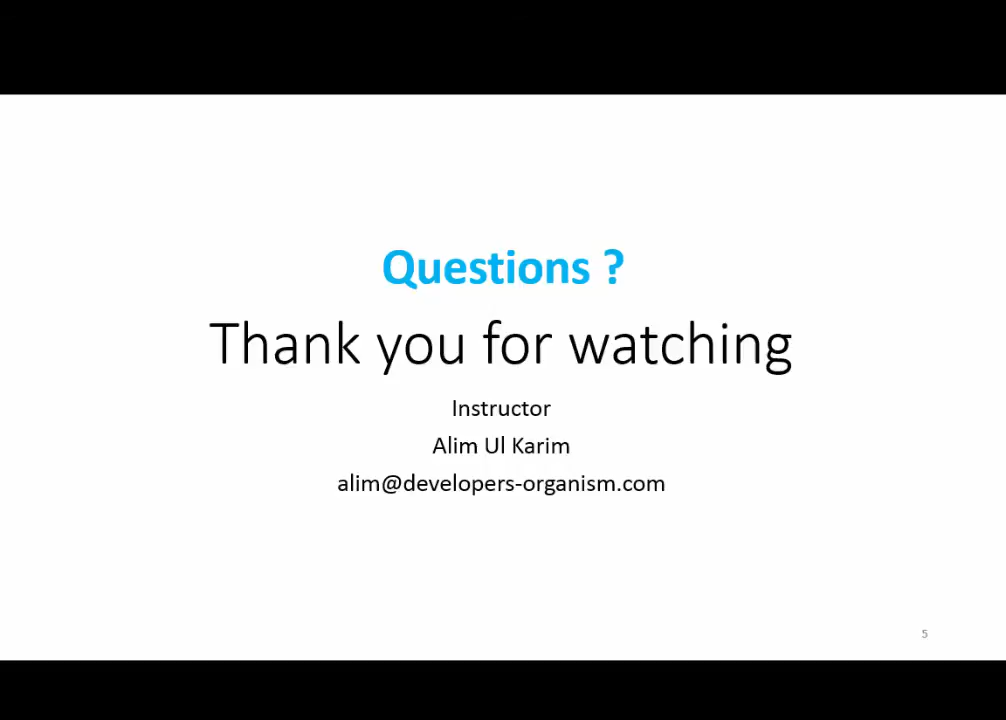 Questions ?
Thank you for watching
Instructor
Alim Ul Karim
alim@developers-organism.com
5